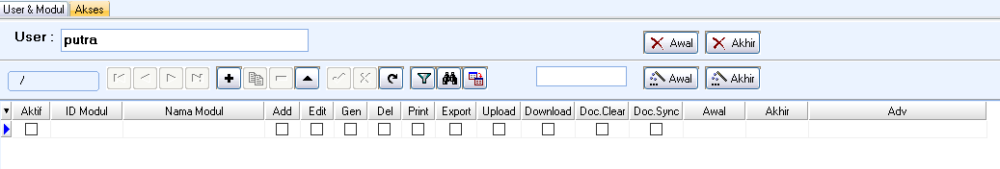 User & Modul Akses
User : putra Awal Akhir
/ Awal Akhir
Aktif ID Modul Nama Modul Add Edit Gen Del Print Export Upload Download Doc.Clear Doc.Sync Awal Akhir Adv